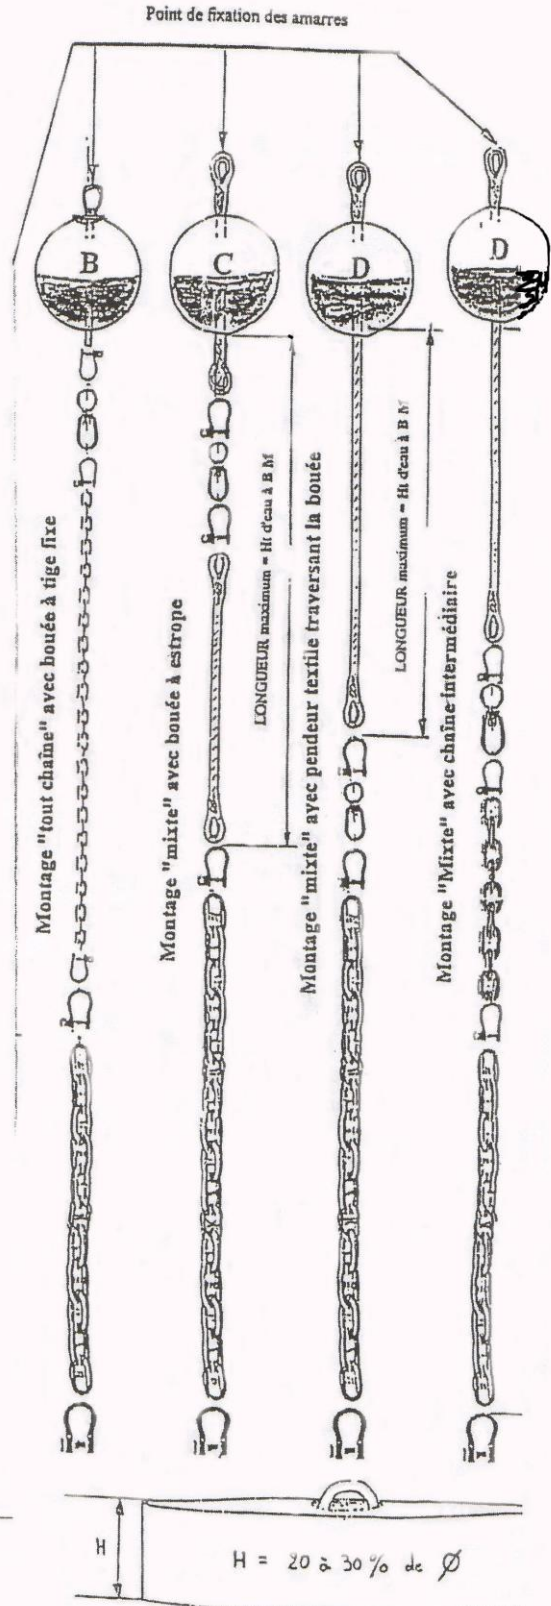 Point de fixation des amarres
B
C
D
D
Montage "tout chaîne" avec bouée à tige fixe
Montage "mixte" avec bouée à estrope
LONGUEUR maximum = Ht d'eau à B M
Montage "mixte" avec pendeur textile traversant la bouée
LONGUEUR maximum = Ht d'eau à B M
Montage "Mixte" avec chaîne intermédiaire
H
H = 20 à 30% de Ø